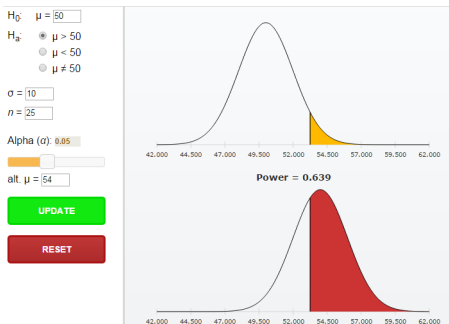 H0: μ = 50
Ha: μ > 50
μ < 50
μ ≠ 50
σ = 10
n = 25
Alpha (α): 0.05
alt. μ = 54
UPDATE
RESET
42.000 44.500 47.000 49.500 52.000 54.500 57.000 59.500 62.000
Power = 0.639
42.000 44.500 47.000 49.500 52.000 54.500 57.000 59.500 62.000